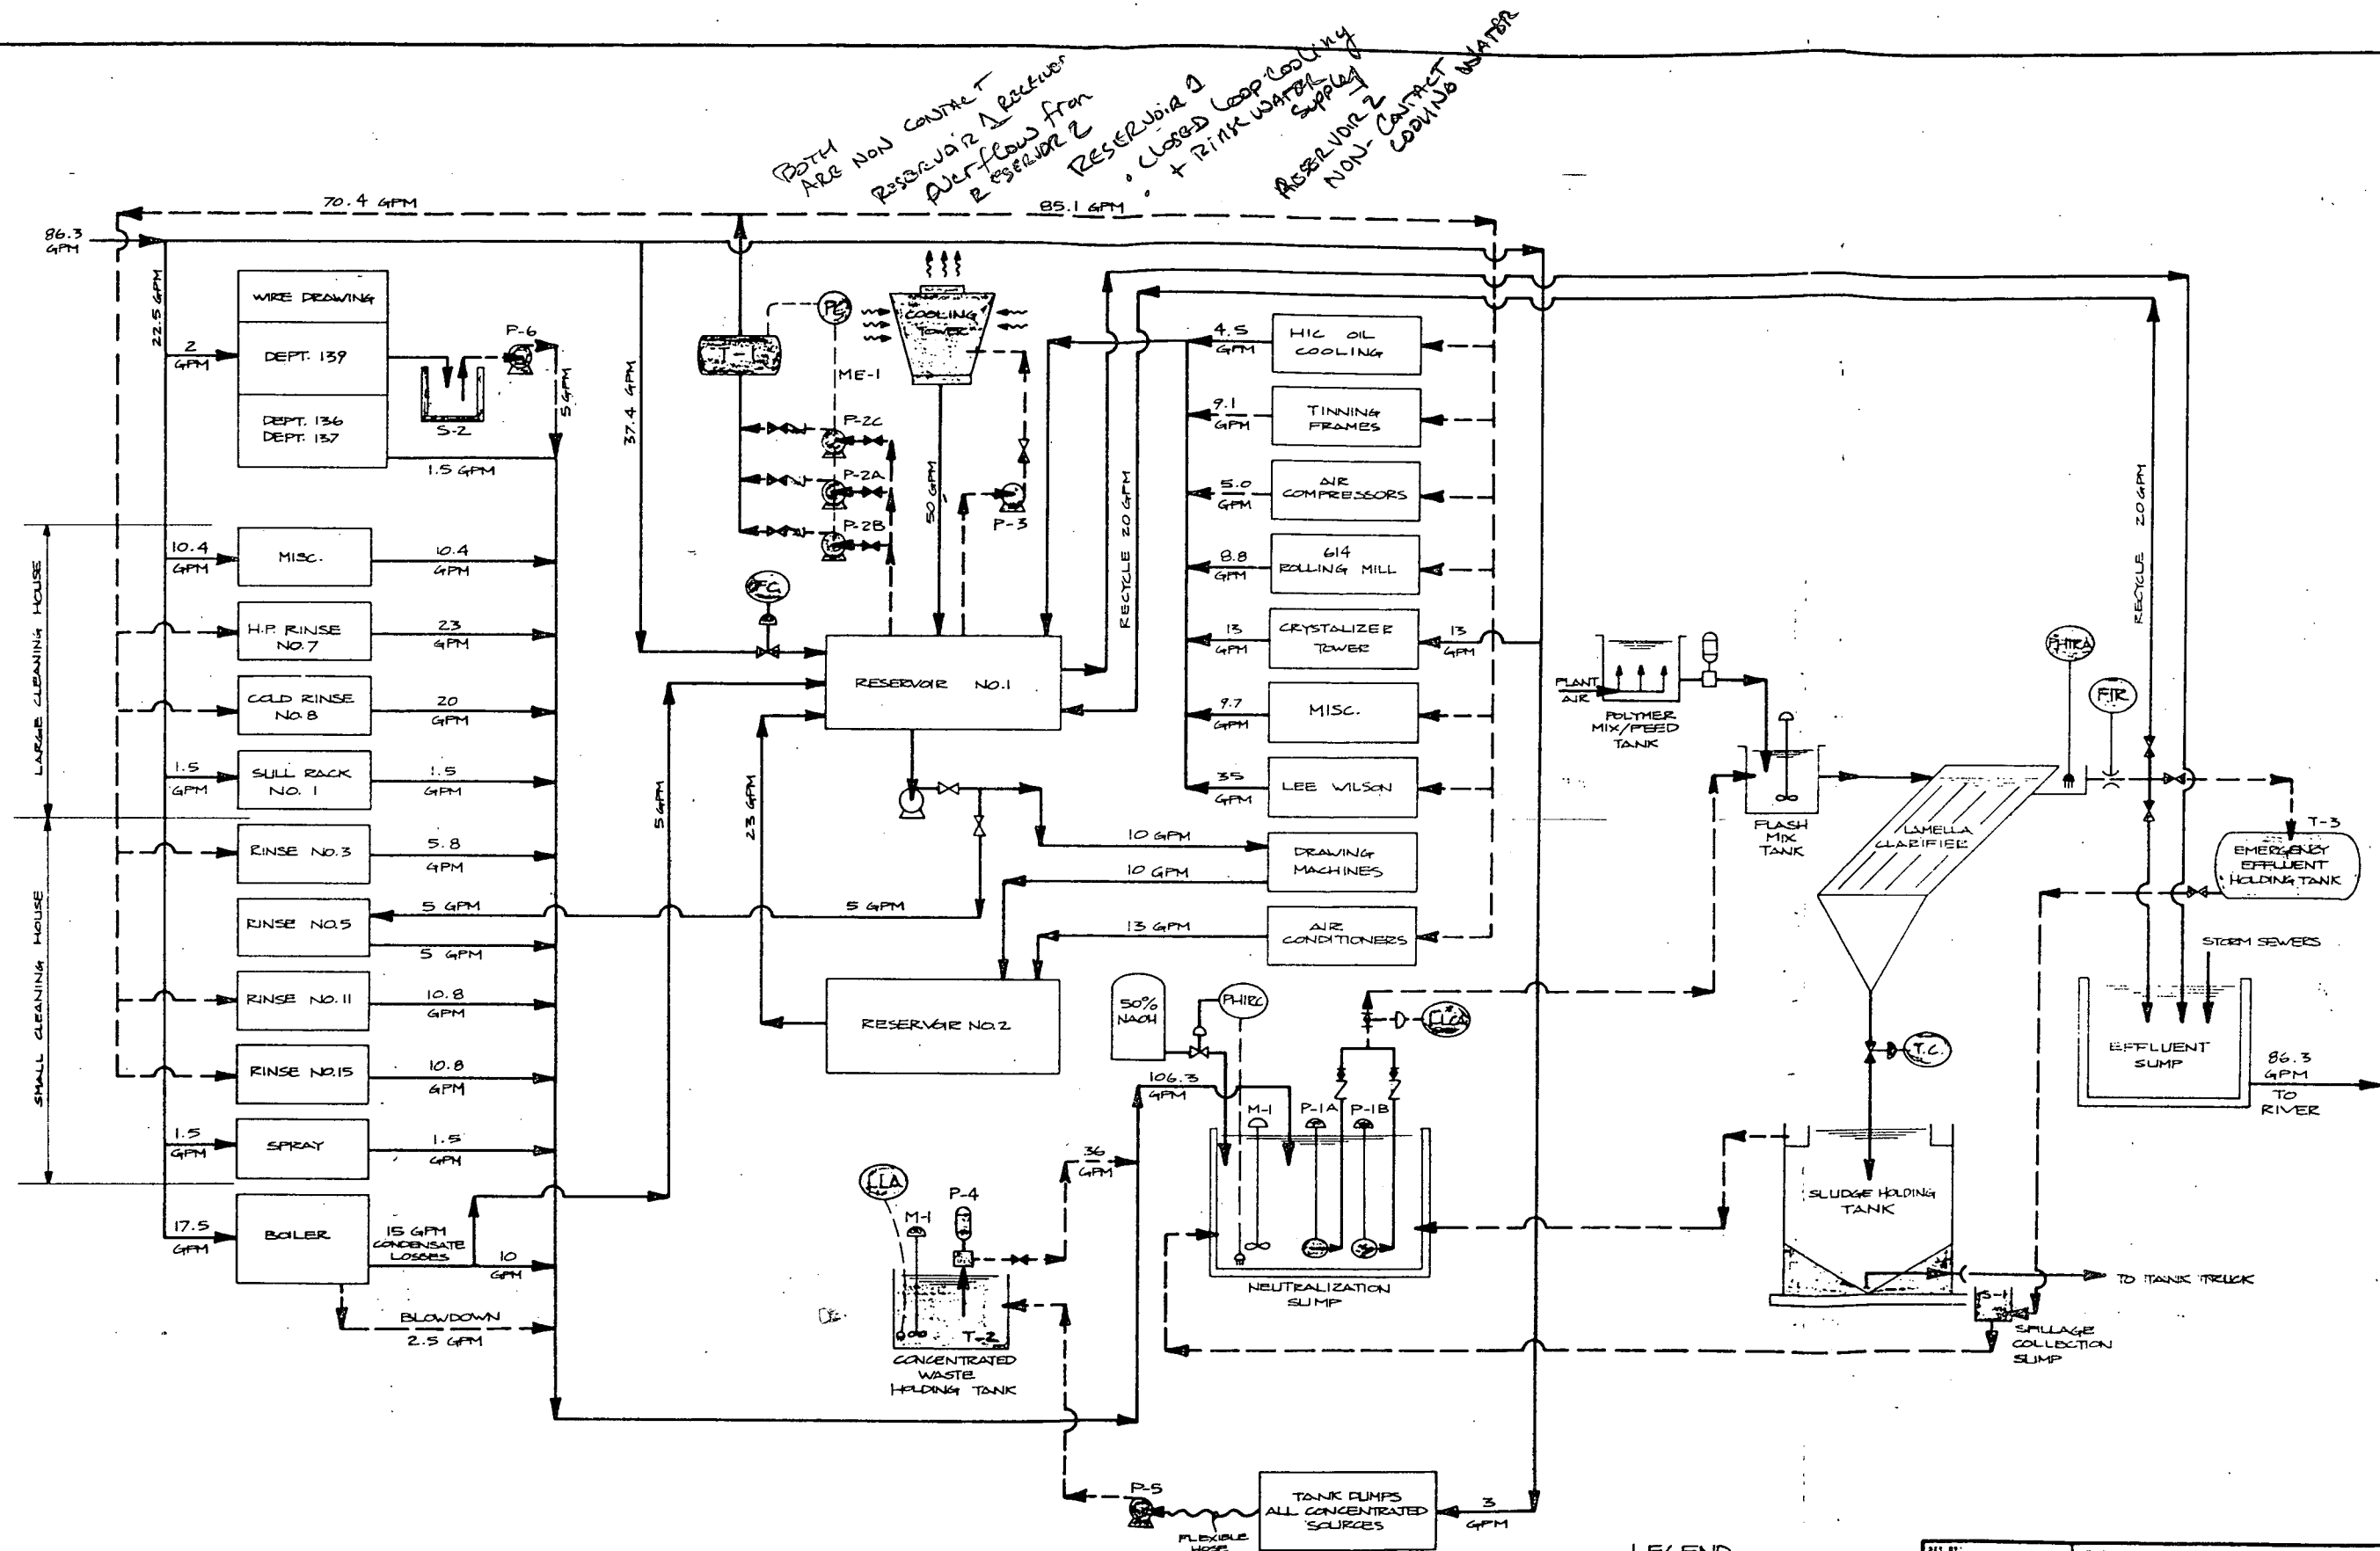 BOTH
ARE NON CONTACT
RESERVOIR 1 RECEIVES
Overflow from
RESERVOIR 2
RESERVOIR 1
• CLOSED LOOP COOLING
• + Rinse WATER
Supply
RESERVOIR 2
NON-CONTACT
COOLING WATER
70.4 GPM
85.1 GPM
86.3
GPM
22.5 GPM
WIRE DRAWING
DEPT. 139
DEPT. 136
DEPT. 137
2
GPM
S-2
P-6
5 GPM
1.5 GPM
37.4 GPM
PC
ME-1
COOLING
TOWER
P-2C
P-2A
P-2B
50 GPM
P-3
RECYCLE 20 GPM
4.5
GPM
HIC OIL
COOLING
9.1
GPM
TINNING
FRAMES
5.0
GPM
AIR
COMPRESSORS
8.8
GPM
614
ROLLING MILL
13
GPM
CRYSTALIZER
TOWER
13
GPM
9.7
GPM
MISC.
35
GPM
LEE WILSON
10 GPM
DRAWING
MACHINES
10 GPM
13 GPM
AIR
CONDITIONERS
LARGE CLEANING HOUSE
10.4
GPM
MISC.
10.4
GPM
H.P. RINSE
NO.7
23
GPM
COLD RINSE
NO.8
20
GPM
1.5
GPM
SULL RACK
NO. 1
1.5
GPM
SMALL CLEANING HOUSE
RINSE NO.3
5.8
GPM
RINSE NO.5
5 GPM
5 GPM
5 GPM
RINSE NO.11
10.8
GPM
RINSE NO.15
10.8
GPM
1.5
GPM
SPRAY
1.5
GPM
17.5
GPM
BOILER
15 GPM
CONDENSATE
LOSSES
10
GPM
BLOWDOWN
2.5 GPM
RESERVOIR NO.1
5 GPM
23 GPM
RESERVOIR NO.2
50%
NAOH
PHIRC
106.3
GPM
M-1
P-1A
P-1B
NEUTRALIZATION
SUMP
36
GPM
P-4
M-1
T-2
CONCENTRATED
WASTE
HOLDING TANK
P-5
FLEXIBLE
HOSE
TANK DUMPS
ALL CONCENTRATED
SOURCES
3
GPM
PLANT
AIR
POLYMER
MIX/FEED
TANK
FLASH
MIX
TANK
LAMELLA
CLARIFIER
PHIRA
FIR
RECYCLE 20 GPM
T-3
EMERGENCY
EFFLUENT
HOLDING TANK
STORM SEWERS
EFFLUENT
SUMP
86.3
GPM
TO
RIVER
T.C.
SLUDGE HOLDING
TANK
TO TANK TRUCK
S-1
SPILLAGE
COLLECTION
SUMP
LEGEND